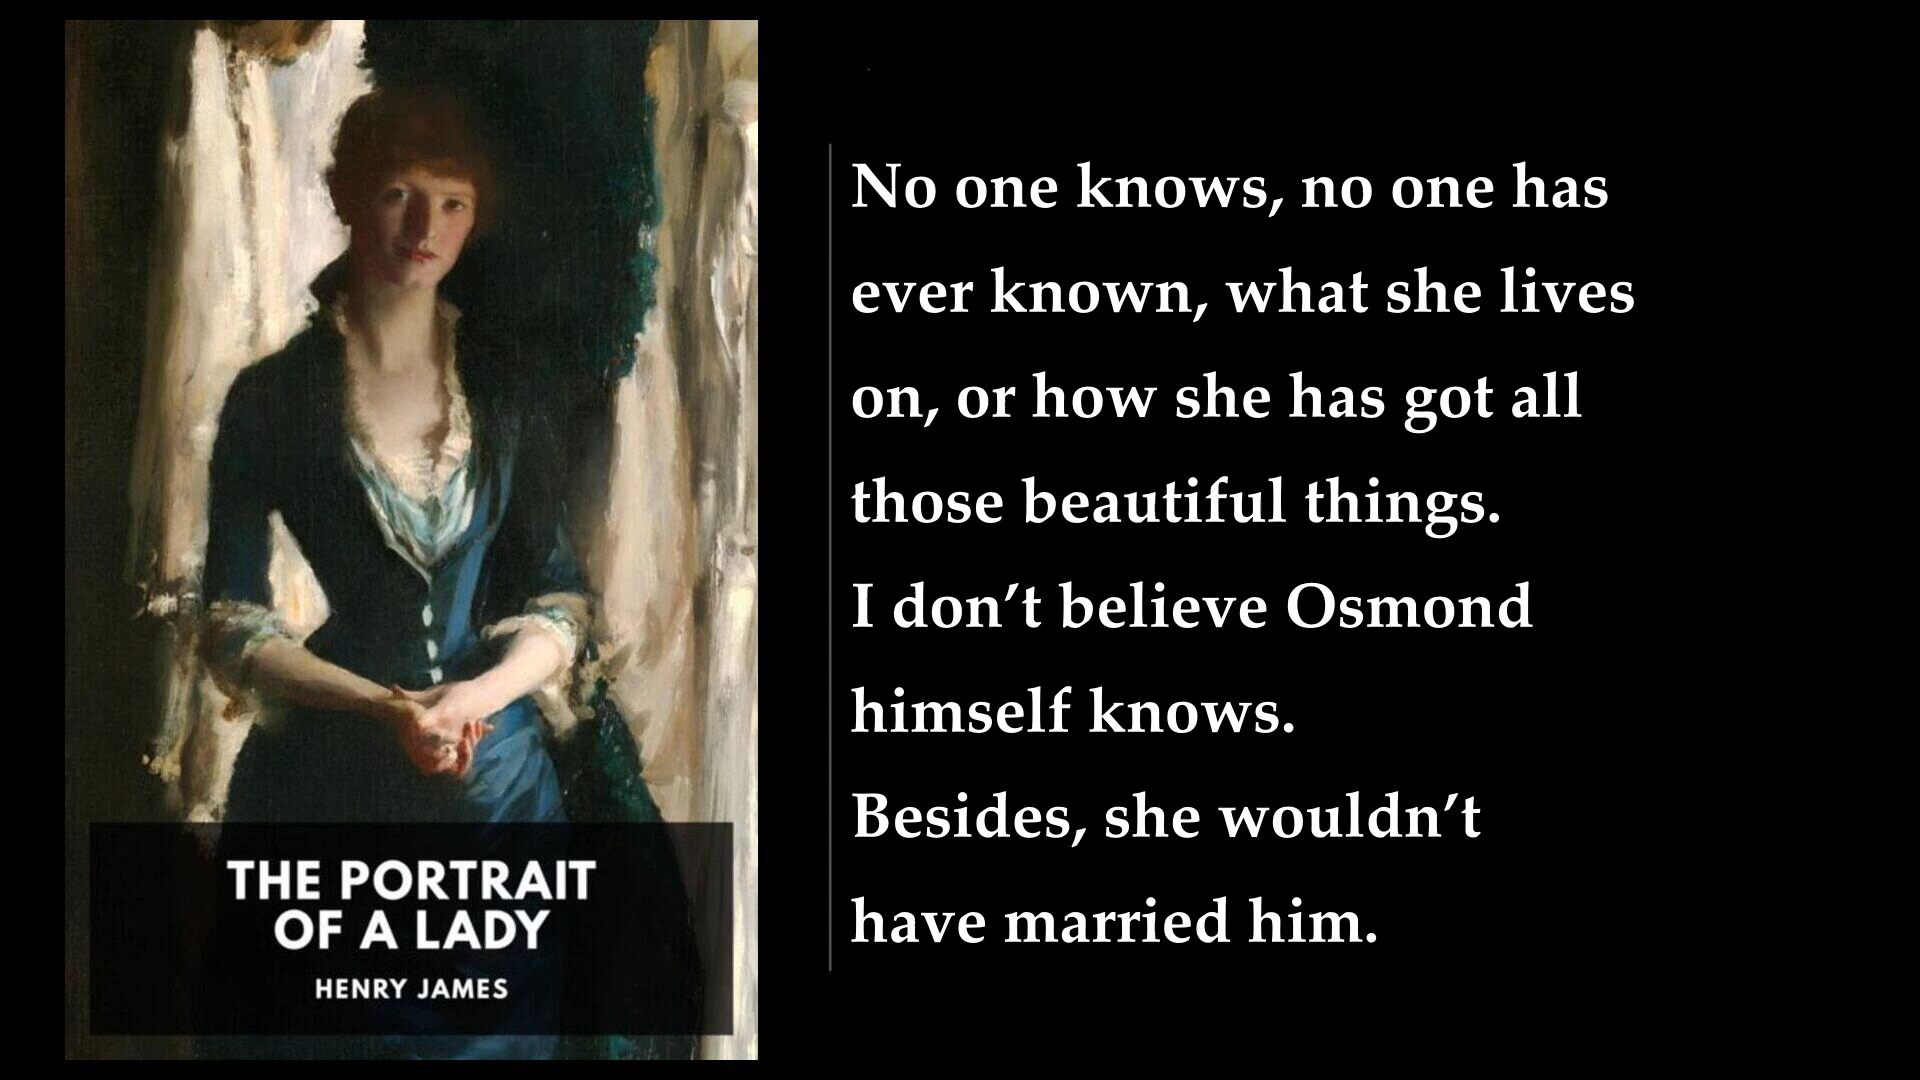 THE PORTRAIT
OF A LADY
HENRY JAMES
No one knows, no one has
ever known, what she lives
on, or how she has got all
those beautiful things.
I don’t believe Osmond
himself knows.
Besides, she wouldn’t
have married him.